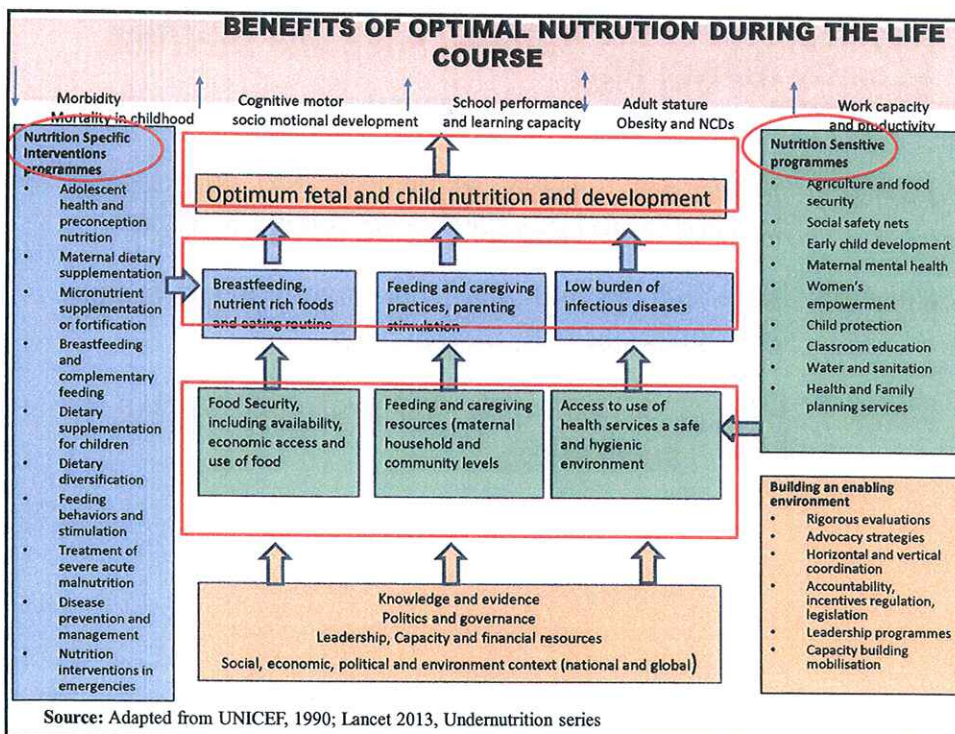 BENEFITS OF OPTIMAL NUTRUTION DURING THE LIFE
COURSE
Morbidity
Mortality in childhood
Cognitive motor
socio motional development
School performance
and learning capacity
Adult stature
Obesity and NCDs
Work capacity
and productivity
Nutrition Specific
Interventions
programmes
• Adolescent
health and
preconception
nutrition
• Maternal dietary
supplementation
• Micronutrient
supplementation
or fortification
• Breastfeeding
and
complementary
feeding
• Dietary
supplementation
for children
• Dietary
diversification
• Feeding
behaviors and
stimulation
• Treatment of
severe acute
malnutrition
• Disease
prevention and
management
• Nutrition
interventions in
emergencies
Optimum fetal and child nutrition and development
Breastfeeding,
nutrient rich foods
and eating routine
Feeding and caregiving
practices, parenting
stimulation
Low burden of
infectious diseases
Food Security,
including availability,
economic access and
use of food
Feeding and caregiving
resources (maternal
household and
community levels
Access to use of
health services a safe
and hygienic
environment
Knowledge and evidence
Politics and governance
Leadership, Capacity and financial resources
Social, economic, political and environment context (national and global)
Nutrition Sensitive
programmes
• Agriculture and food
security
• Social safety nets
• Early child development
• Maternal mental health
• Women's
empowerment
• Child protection
• Classroom education
• Water and sanitation
• Health and Family
planning services
Building an enabling
environment
• Rigorous evaluations
• Advocacy strategies
• Horizontal and vertical
coordination
• Accountability,
incentives regulation,
legislation
• Leadership programmes
• Capacity building
mobilisation
Source: Adapted from UNICEF, 1990; Lancet 2013, Undernutrition series